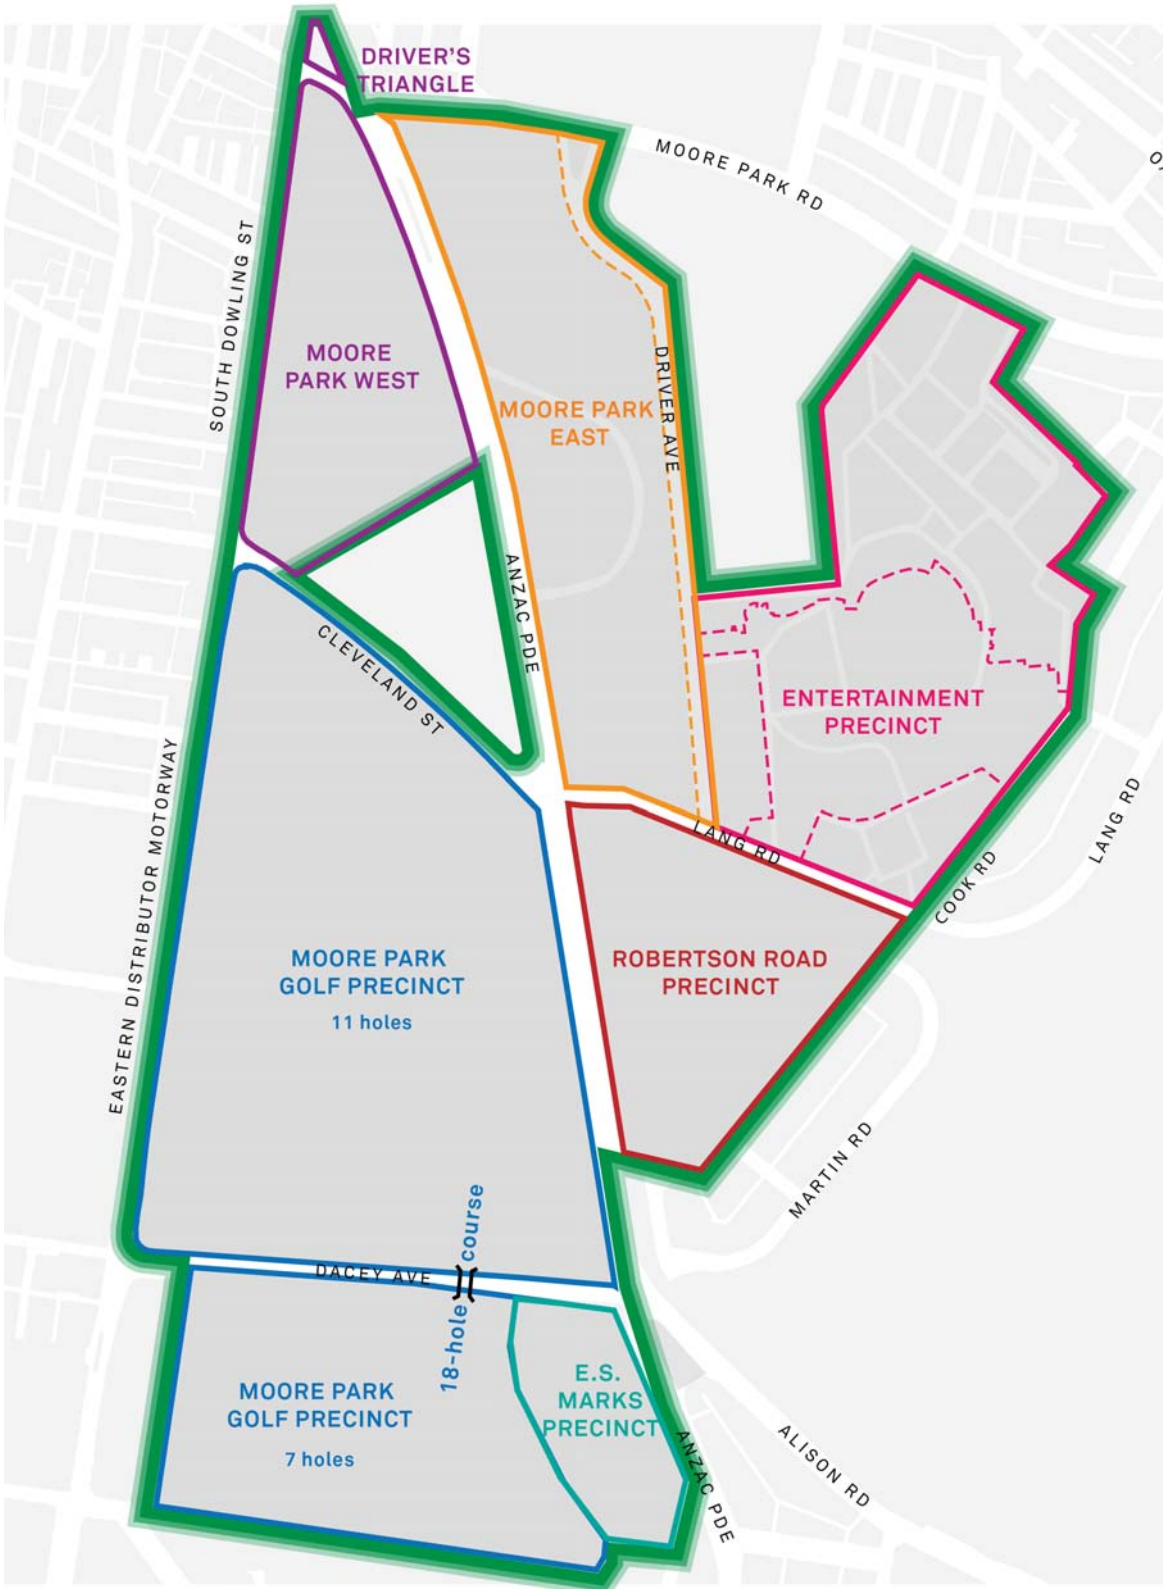 DRIVER'S
TRIANGLE
MOORE PARK RD
SOUTH DOWLING ST
MOORE
PARK WEST
DRIVER AVE
MOORE PARK
EAST
ANZAC PDE
CLEVELAND ST
ENTERTAINMENT
PRECINCT
EASTERN DISTRIBUTOR MOTORWAY
LANG RD
LANG RD
COOK RD
MOORE PARK
GOLF PRECINCT
11 holes
ROBERTSON ROAD
PRECINCT
MARTIN RD
DACEY AVE
18-hole course
E.S.
MARKS
PRECINCT
MOORE PARK
GOLF PRECINCT
7 holes
ANZAC PDE
ALISON RD